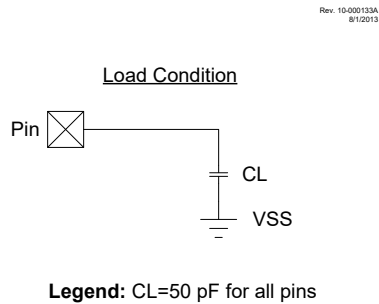 Rev. 10-000133A
8/1/2013
Load Condition
Pin
CL
VSS
Legend: CL=50 pF for all pins